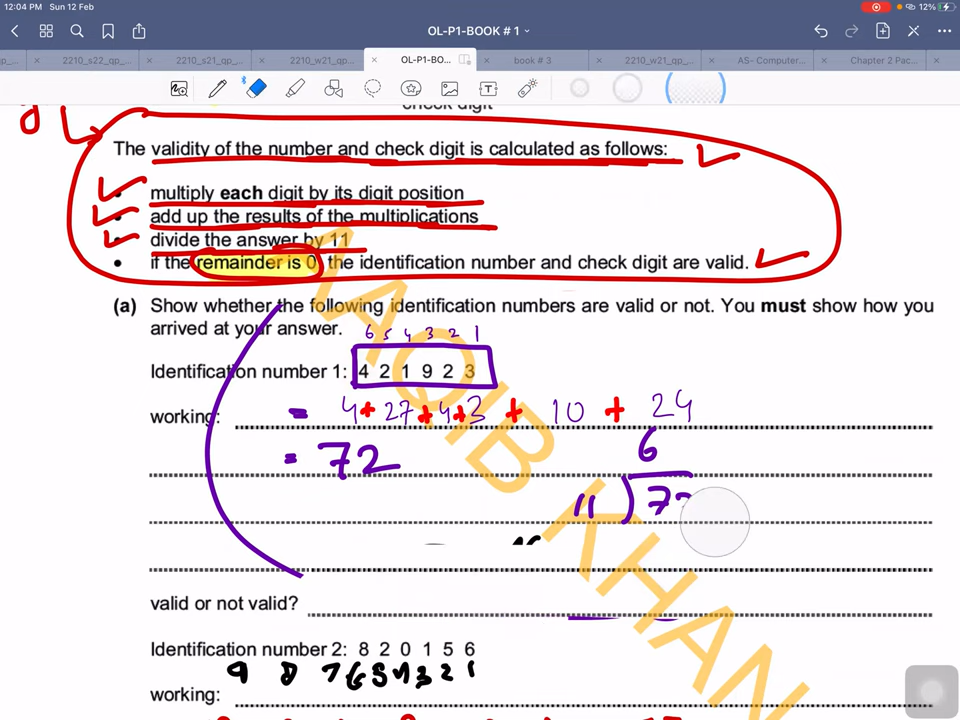 12:04 PM Sun 12 Feb
12%
OL-P1-BOOK # 1
2210_s22_qp_...
2210_s21_qp_...
2210_w21_qp...
OL-P1-BO...
book # 3
2210_w21_qp_...
AS- Computer...
Chapter 2 Pac...
check digit
The validity of the number and check digit is calculated as follows:
• multiply each digit by its digit position
• add up the results of the multiplications
• divide the answer by 11
• if the remainder is 0, the identification number and check digit are valid.
(a) Show whether the following identification numbers are valid or not. You must show how you
arrived at your answer.
6 5 4 3 2 1
Identification number 1: 4 2 1 9 2 3
working: = 4 + 27 + 4 + 3 + 10 + 24
= 72
6
11 ) 7
valid or not valid?
Identification number 2: 8 2 0 1 5 6
9 8 7 6 5 4 3 2 1
working:
AAQIB KHAN